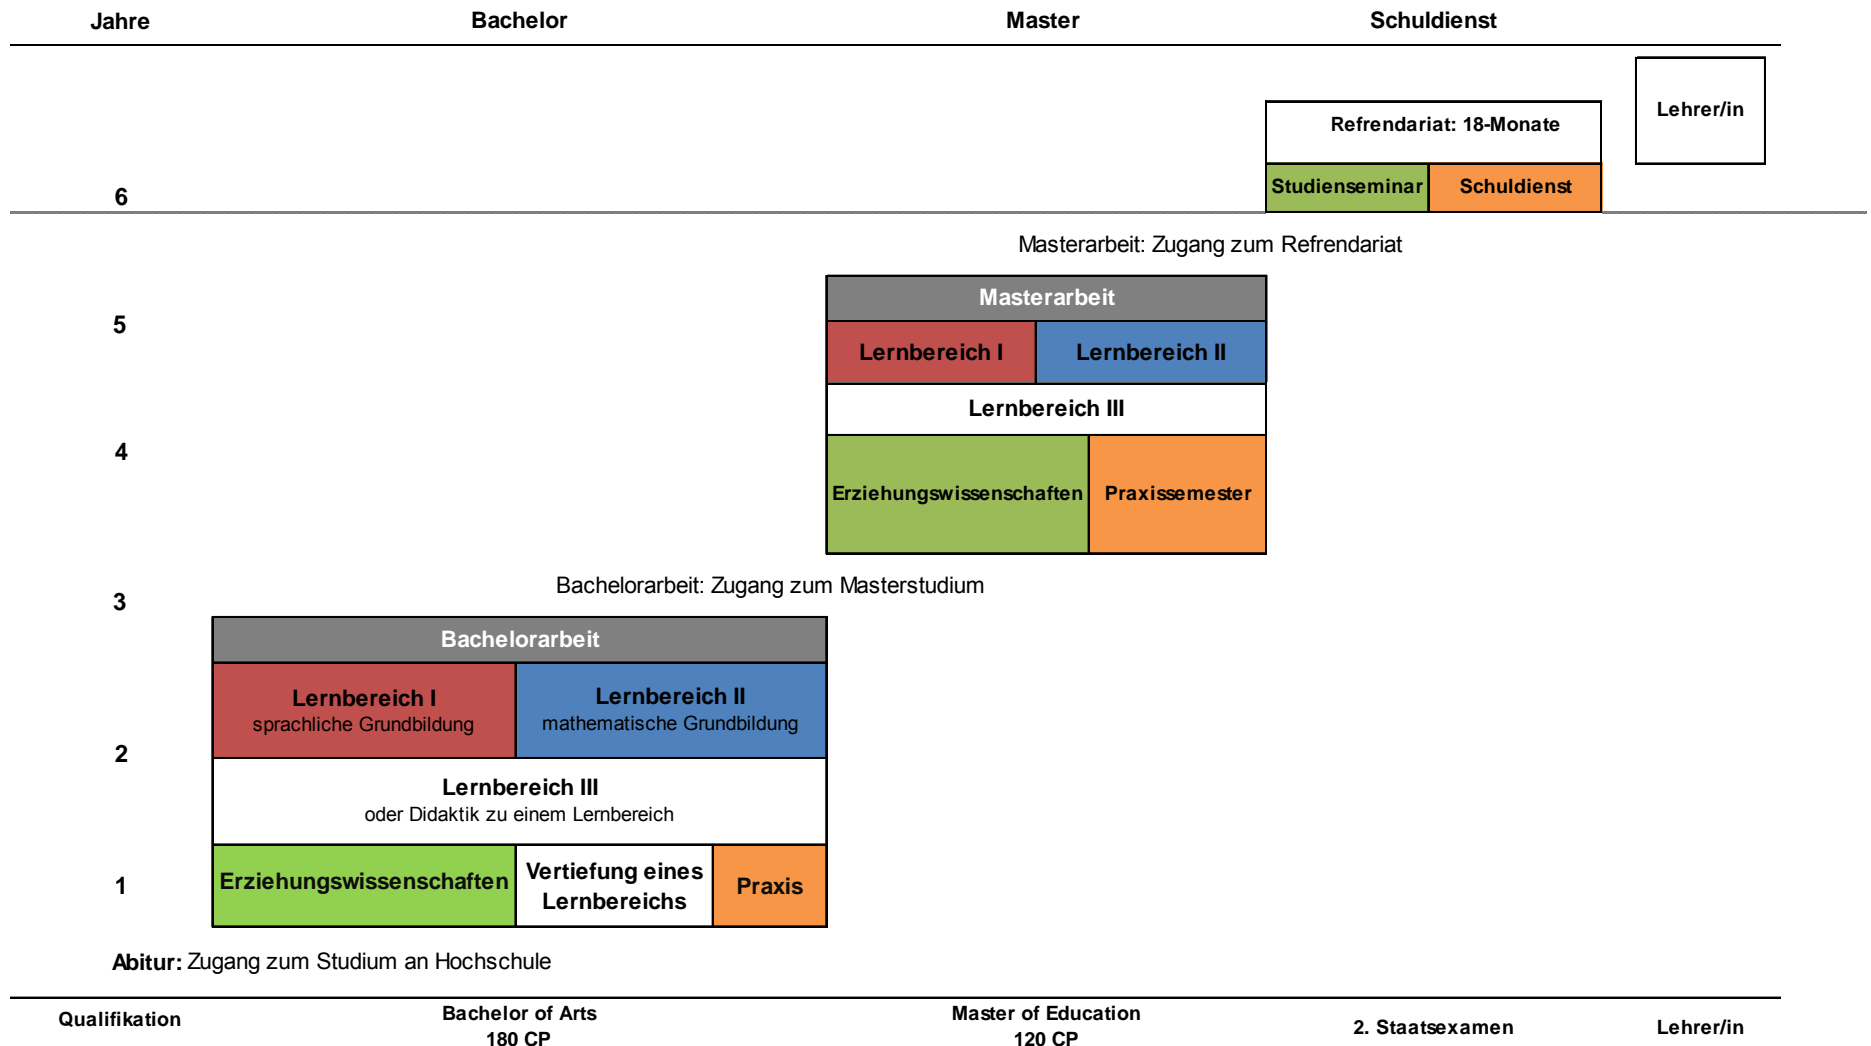 Jahre Bachelor Master Schuldienst
Lehrer/in
Refrendariat: 18-Monate
Studienseminar Schuldienst
6
Masterarbeit: Zugang zum Refrendariat
Masterarbeit
5
Lernbereich I Lernbereich II
Lernbereich III
4
Erziehungswissenschaften Praxissemester
Bachelorarbeit: Zugang zum Masterstudium
3
Bachelorarbeit
Lernbereich I Lernbereich II
sprachliche Grundbildung mathematische Grundbildung
2
Lernbereich III
oder Didaktik zu einem Lernbereich
1
Erziehungswissenschaften
Vertiefung eines
Lernbereichs
Praxis
Abitur: Zugang zum Studium an Hochschule
Qualifikation
Bachelor of Arts
180 CP
Master of Education
120 CP
2. Staatsexamen
Lehrer/in